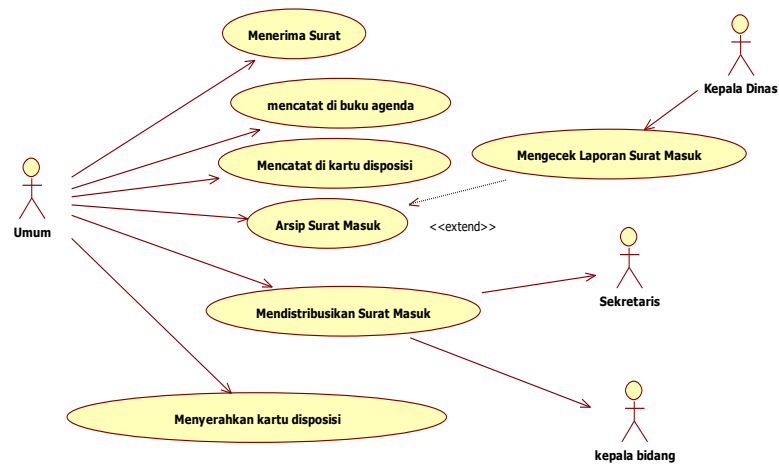 Menerima Surat
Kepala Dinas
mencatat di buku agenda
Mengecek Laporan Surat Masuk
Mencatat di kartu disposisi
Umum
Arsip Surat Masuk
<<extend>>
Sekretaris
Mendistribusikan Surat Masuk
Menyerahkan kartu disposisi
kepala bidang